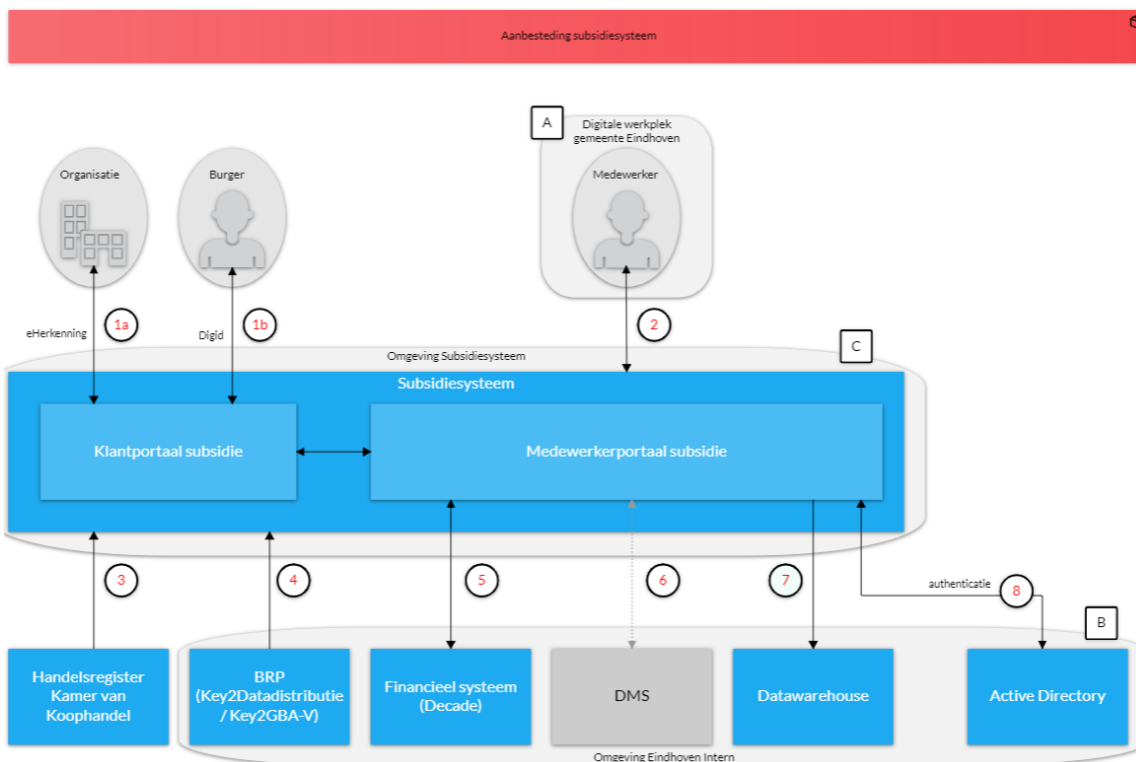 Aanbesteding subsidiesysteem
A
Digitale werkplek
gemeente Eindhoven
Organisatie
Burger
Medewerker
eHerkenning
1a
Digid
1b
2
Omgeving Subsidiesysteem
C
Subsidiesysteem
Klantportaal subsidie
Medewerkerportaal subsidie
3
4
5
6
7
authenticatie
8
B
Handelsregister
Kamer van
Koophandel
BRP
(Key2Datadistributie
/ Key2GBA-V)
Financieel systeem
(Decade)
DMS
Datawarehouse
Active Directory
Omgeving Eindhoven Intern